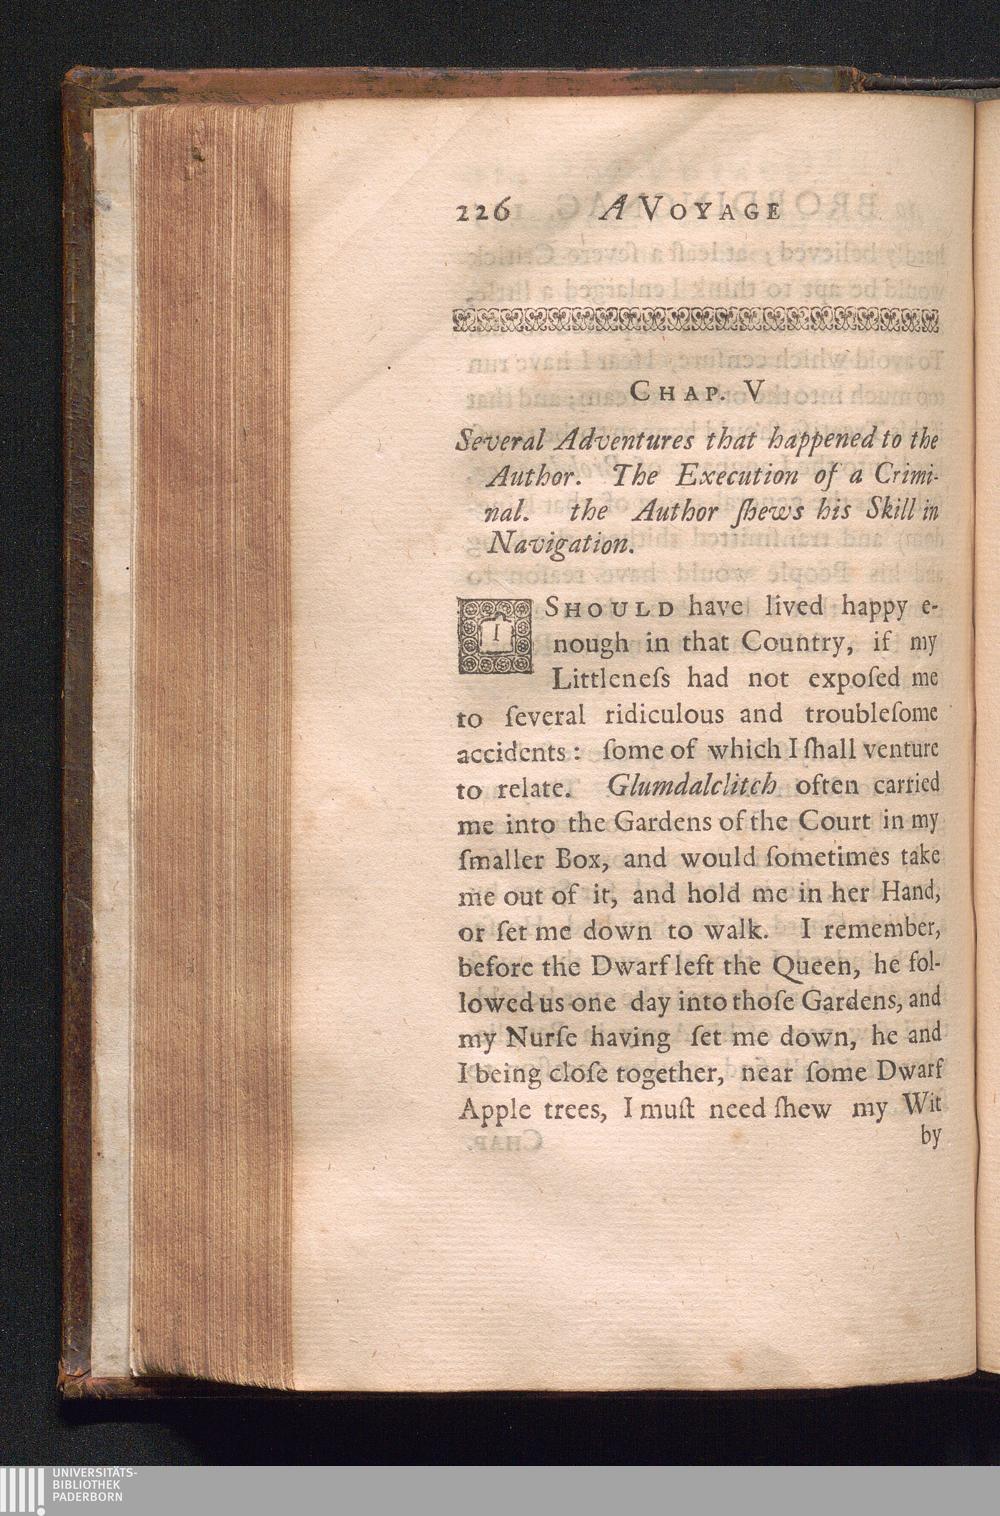 226 A VOYAGE
CHAP. V
Several Adventures that happened to the
Author. The Execution of a Crimi-
nal. the Author ſhews his Skill in
Navigation.
I SHOULD have lived happy e-
nough in that Country, if my
Littleneſs had not expoſed me
to ſeveral ridiculous and troubleſome
accidents: ſome of which I ſhall venture
to relate. Glumdalclitch often carried
me into the Gardens of the Court in my
ſmaller Box, and would ſometimes take
me out of it, and hold me in her Hand,
or ſet me down to walk. I remember,
before the Dwarf left the Queen, he fol-
lowed us one day into thoſe Gardens, and
my Nurſe having ſet me down, he and
I being cloſe together, near ſome Dwarf
Apple trees, I muſt need ſhew my Wit
by
UNIVERSITÄTS-
BIBLIOTHEK
PADERBORN